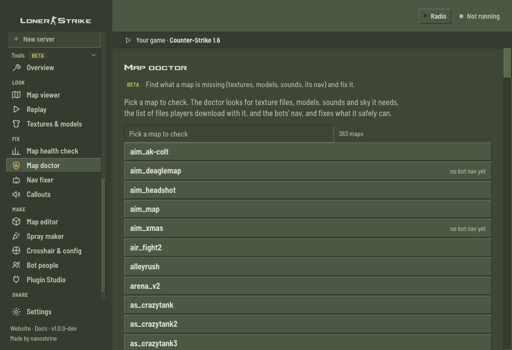 LONERSTRIKE
+ New server
Tools BETA
Overview
LOOK
Map viewer
Replay
Textures & models
FIX
Map health check
Map doctor
Nav fixer
Callouts
MAKE
Map editor
Spray maker
Crosshair & config
Bot people
Plugin Studio
SHARE
Settings
Website · Docs · v1.0.0-dev
Made by nanoshrine
Radio
Not running
Your game · Counter-Strike 1.6
MAP DOCTOR
BETA Find what a map is missing (textures, models, sounds, its nav) and fix it.
Pick a map to check. The doctor looks for texture files, models, sounds and sky it needs,
the list of files players download with it, and the bots' nav, and fixes what it safely can.
Pick a map to check
363 maps
aim_ak-colt
aim_deaglemap no bot nav yet
aim_headshot
aim_map
aim_xmas no bot nav yet
air_fight2
alleyrush
arena_v2
as_crazytank
as_crazytank2
as_crazytank3